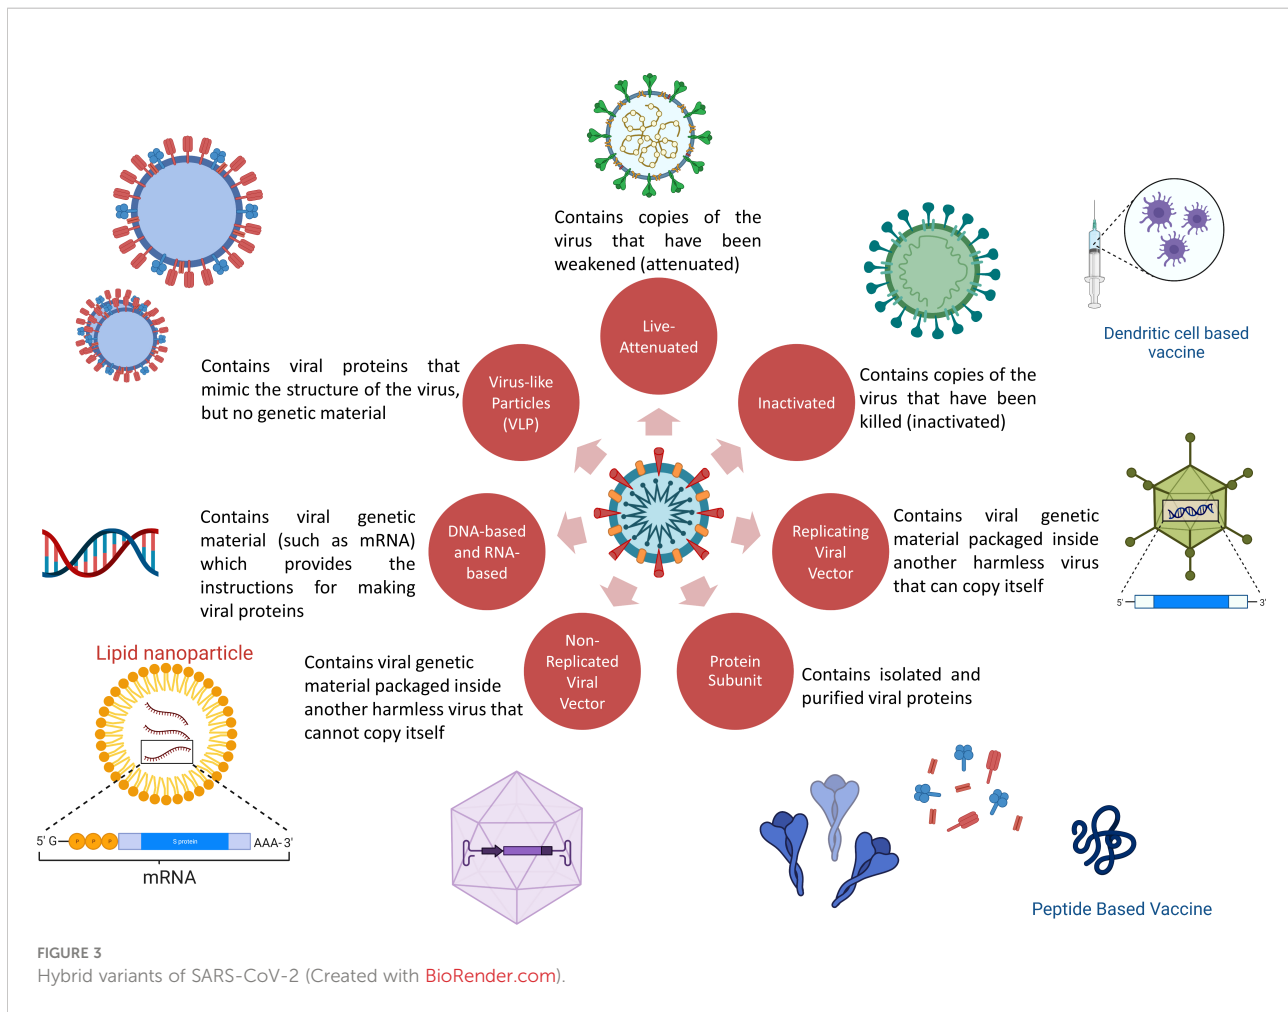 Contains copies of the
virus that have been
weakened (attenuated)
Live-
Attenuated
Dendritic cell based
vaccine
Contains viral proteins that
mimic the structure of the virus,
but no genetic material
Virus-like
Particles
(VLP)
Inactivated
Contains copies of the
virus that have been
killed (inactivated)
Contains viral genetic
material (such as mRNA)
which provides the
instructions for making
viral proteins
DNA-based
and RNA-
based
Replicating
Viral
Vector
Contains viral genetic
material packaged inside
another harmless virus
that can copy itself
5' 3'
Lipid nanoparticle
Contains viral genetic
material packaged inside
another harmless virus that
cannot copy itself
Non-
Replicated
Viral
Vector
Protein
Subunit
Contains isolated and
purified viral proteins
5' G P P P S protein AAA-3'
mRNA
Peptide Based Vaccine
FIGURE 3
Hybrid variants of SARS-CoV-2 (Created with BioRender.com).